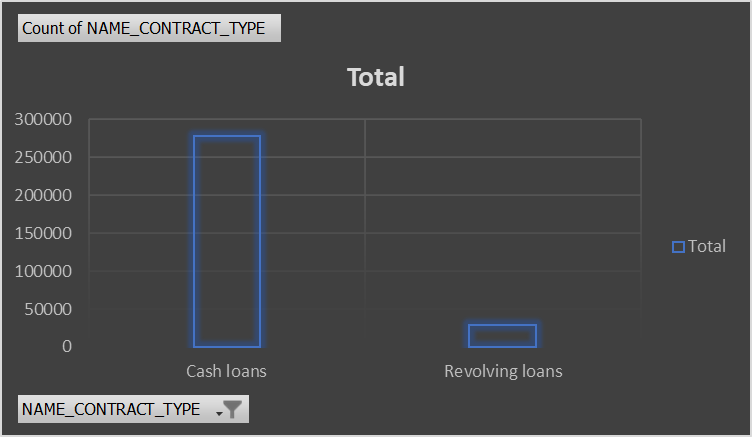 Count of NAME_CONTRACT_TYPE
Total
300000
250000
200000
150000
100000
50000
0
Cash loans
Revolving loans
Total
NAME_CONTRACT_TYPE